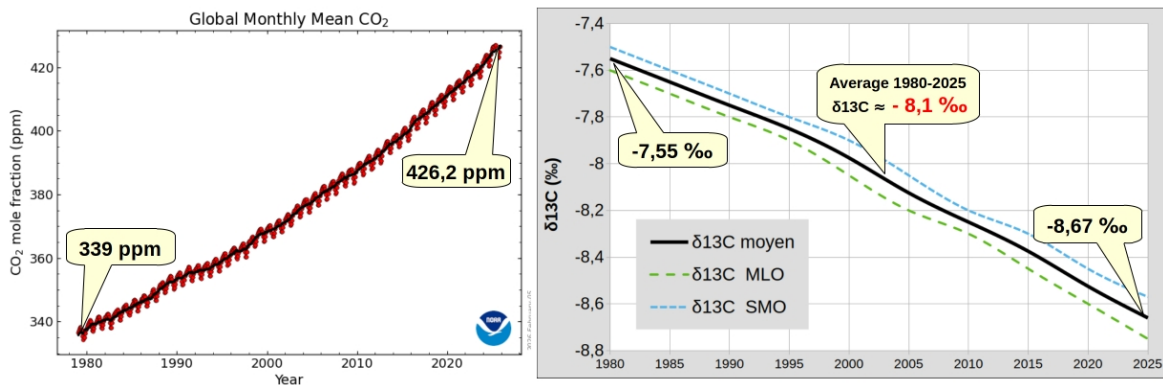 Global Monthly Mean CO₂
CO₂ mole fraction (ppm)
420
400
380
360
340
426,2 ppm
339 ppm
NOAA
1980
1990
2000
2010
2020
Year
δ13C (‰)
-7,4
-7,6
-7,8
-8
-8,2
-8,4
-8,6
-8,8
Average 1980-2025
δ13C ≈ - 8,1 ‰
-7,55 ‰
-8,67 ‰
δ13C moyen
δ13C MLO
δ13C SMO
1980
1985
1990
1995
2000
2005
2010
2015
2020
2025